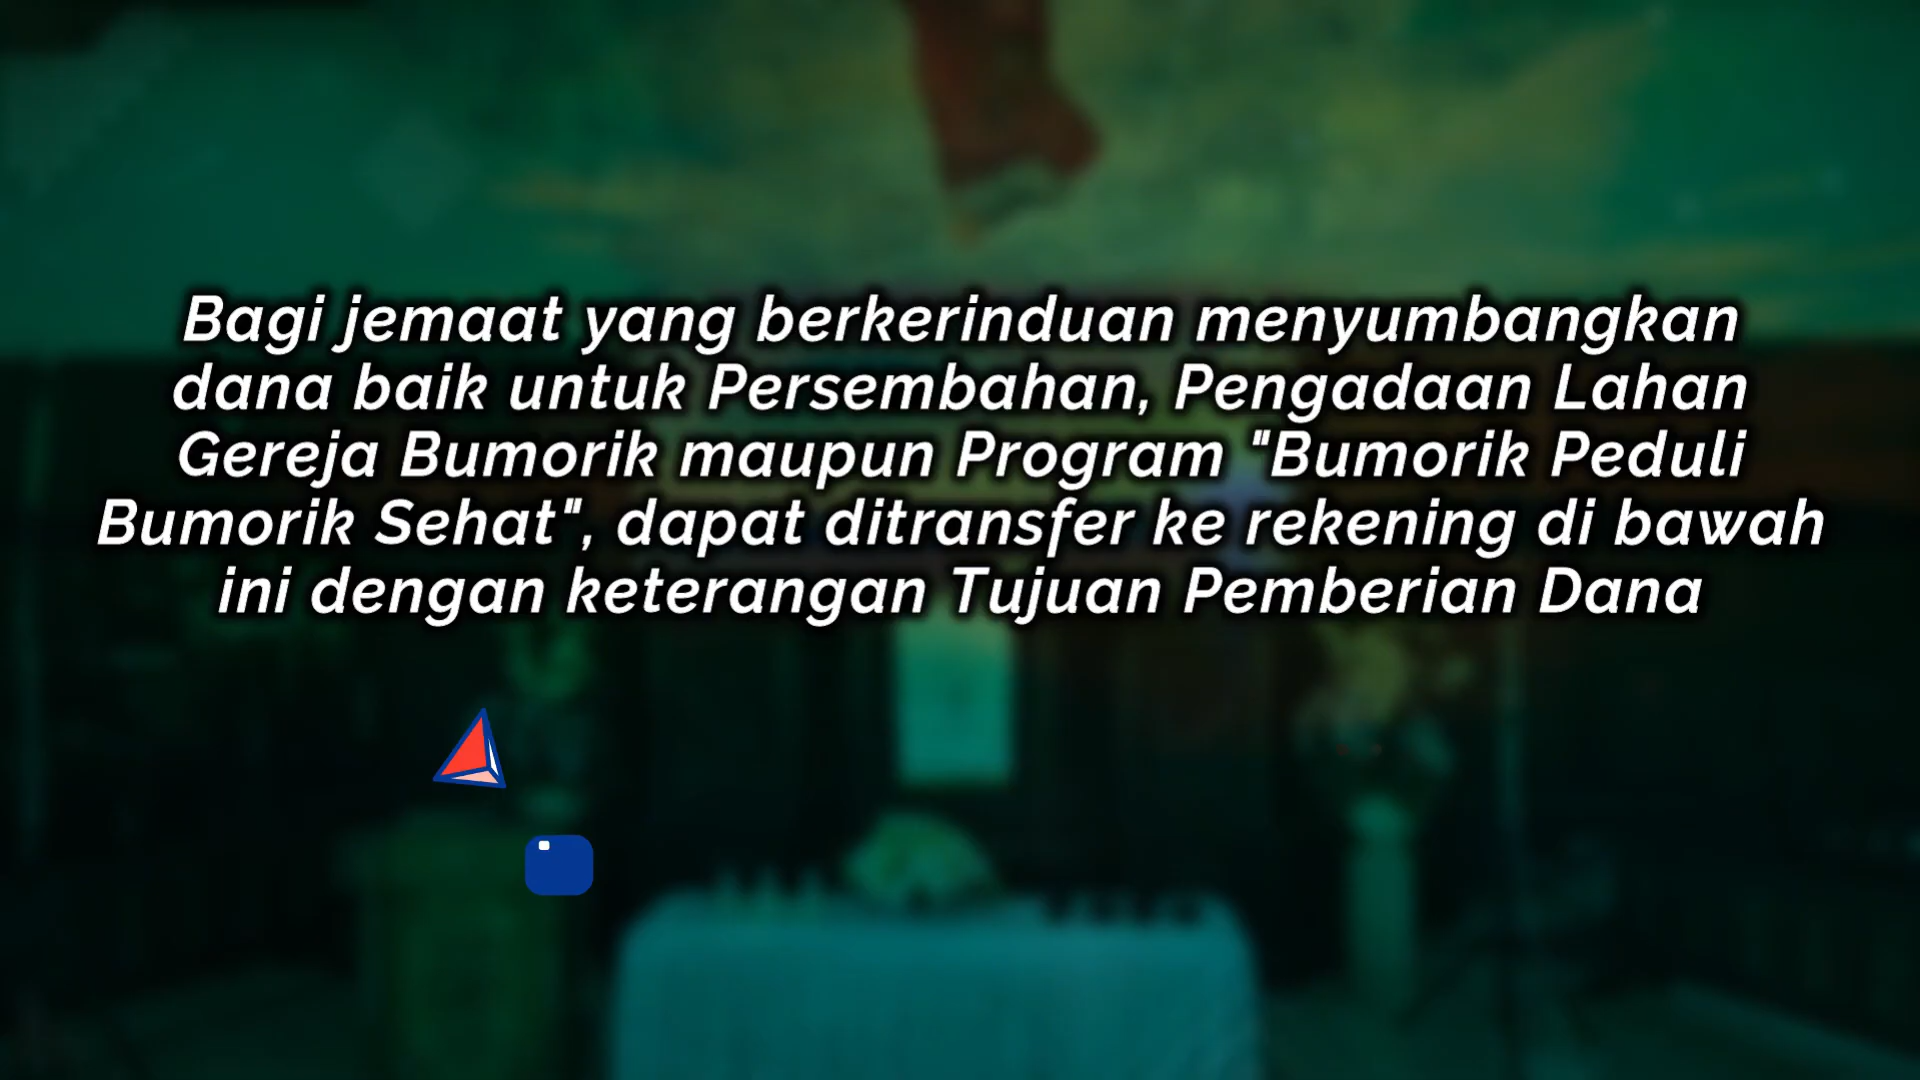 Bagi jemaat yang berkerinduan menyumbangkan
dana baik untuk Persembahan, Pengadaan Lahan
Gereja Bumorik maupun Program "Bumorik Peduli
Bumorik Sehat", dapat ditransfer ke rekening di bawah
ini dengan keterangan Tujuan Pemberian Dana